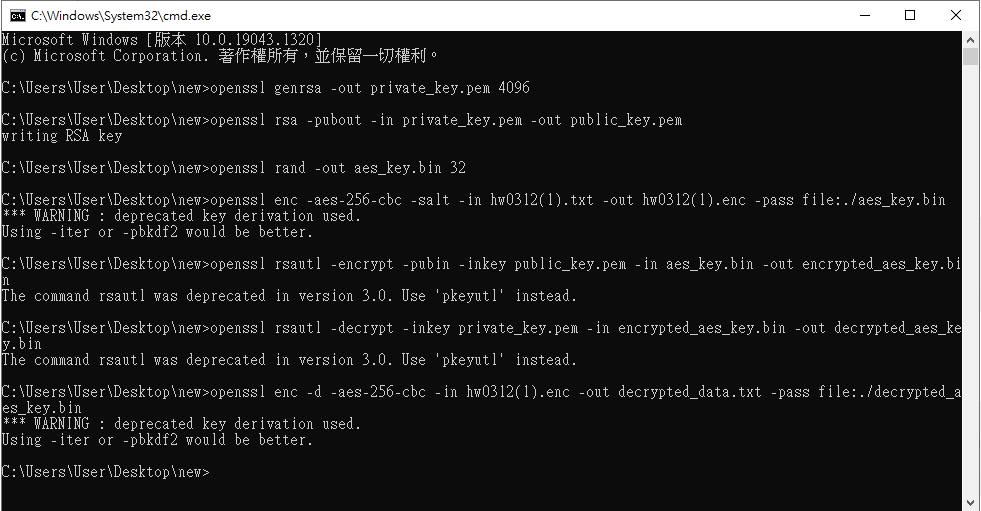 C:\Windows\System32\cmd.exe
Microsoft Windows [版本 10.0.19043.1320]
(c) Microsoft Corporation. 著作權所有，並保留一切權利。
C:\Users\User\Desktop\new>openssl genrsa -out private_key.pem 4096
C:\Users\User\Desktop\new>openssl rsa -pubout -in private_key.pem -out public_key.pem
writing RSA key
C:\Users\User\Desktop\new>openssl rand -out aes_key.bin 32
C:\Users\User\Desktop\new>openssl enc -aes-256-cbc -salt -in hw0312(1).txt -out hw0312(1).enc -pass file:./aes_key.bin
*** WARNING : deprecated key derivation used.
Using -iter or -pbkdf2 would be better.
C:\Users\User\Desktop\new>openssl rsautl -encrypt -pubin -inkey public_key.pem -in aes_key.bin -out encrypted_aes_key.bi
n
The command rsautl was deprecated in version 3.0. Use 'pkeyutl' instead.
C:\Users\User\Desktop\new>openssl rsautl -decrypt -inkey private_key.pem -in encrypted_aes_key.bin -out decrypted_aes_ke
y.bin
The command rsautl was deprecated in version 3.0. Use 'pkeyutl' instead.
C:\Users\User\Desktop\new>openssl enc -d -aes-256-cbc -in hw0312(1).enc -out decrypted_data.txt -pass file:./decrypted_a
es_key.bin
*** WARNING : deprecated key derivation used.
Using -iter or -pbkdf2 would be better.
C:\Users\User\Desktop\new>